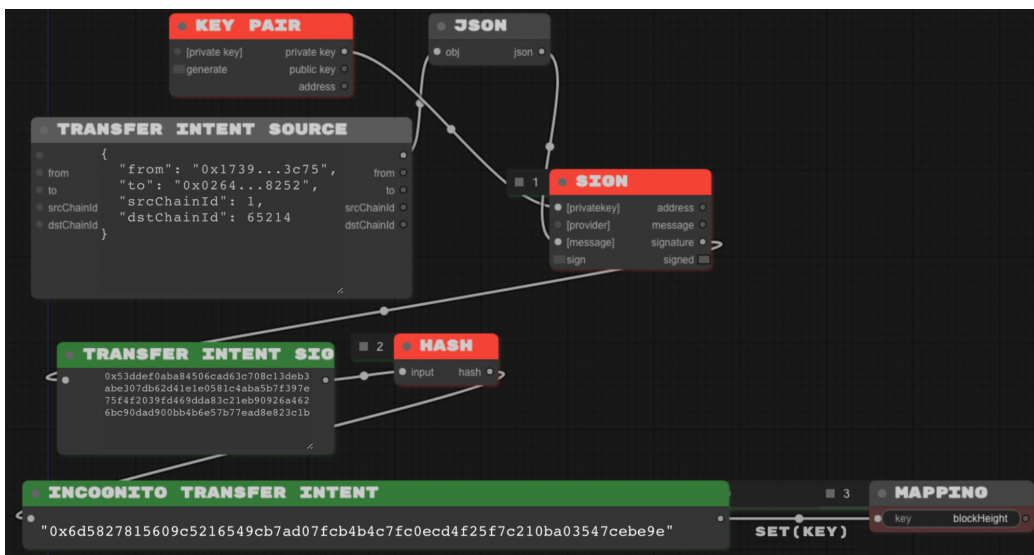 KEY PAIR
[private key] private key
generate public key
address
JSON
obj json
TRANSFER INTENT SOURCE
{
"from": "0x1739...3c75",
"to": "0x0264...8252",
"srcChainId": 1,
"dstChainId": 65214
}
from from
to to
srcChainId srcChainId
dstChainId dstChainId
1
SIGN
[privatekey] address
[provider] message
[message] signature
sign signed
TRANSFER INTENT SIG
0x53ddef0aba84506cad63c708c13deb3
abe307db62d41e1e0581c4aba5b7f397e
75f4f2039fd469dda83c21eb90926a462
6bc90dad900bb4b6e57b77ead8e823c1b
2
HASH
input hash
INCOGNITO TRANSFER INTENT
"0x6d5827815609c5216549cb7ad07fcb4b4c7fc0ecd4f25f7c210ba03547cebe9e"
SET(KEY)
3
MAPPING
key blockHeight